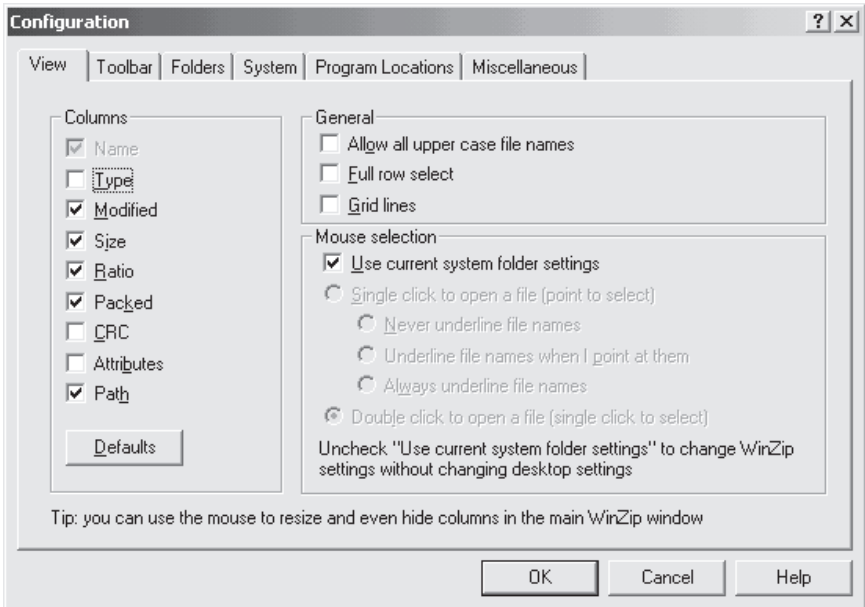 Configuration
View
Toolbar
Folders
System
Program Locations
Miscellaneous
Columns
Name
Type
Modified
Size
Ratio
Packed
CRC
Attributes
Path
Defaults
General
Allow all upper case file names
Full row select
Grid lines
Mouse selection
Use current system folder settings
Single click to open a file (point to select)
Never underline file names
Underline file names when I point at them
Always underline file names
Double click to open a file (single click to select)
Uncheck "Use current system folder settings" to change WinZip
settings without changing desktop settings
Tip: you can use the mouse to resize and even hide columns in the main WinZip window
OK
Cancel
Help